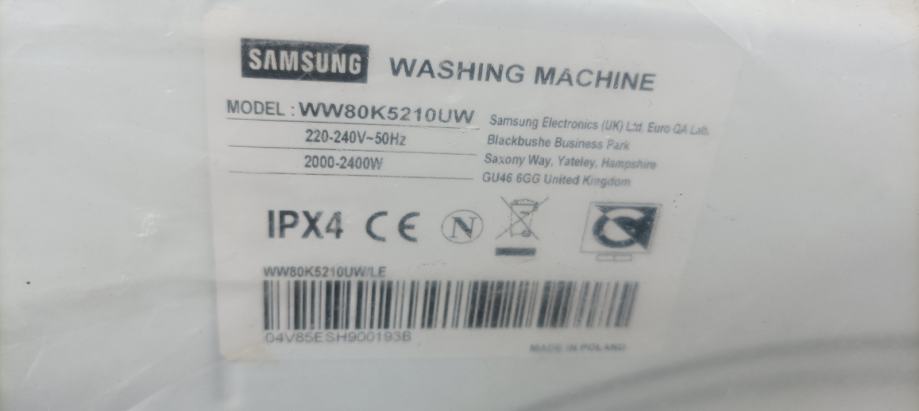 SAMSUNG WASHING MACHINE
MODEL : WW80K5210UW
220-240V~50Hz
2000-2400W
Samsung Electronics (UK) Ltd. Euro QA Lab.
Blackbushe Business Park
Saxony Way, Yateley, Hampshire
GU46 6GG United Kingdom
IPX4 CE N
WW80K5210UW/LE
04V85ESH900193B
MADE IN POLAND